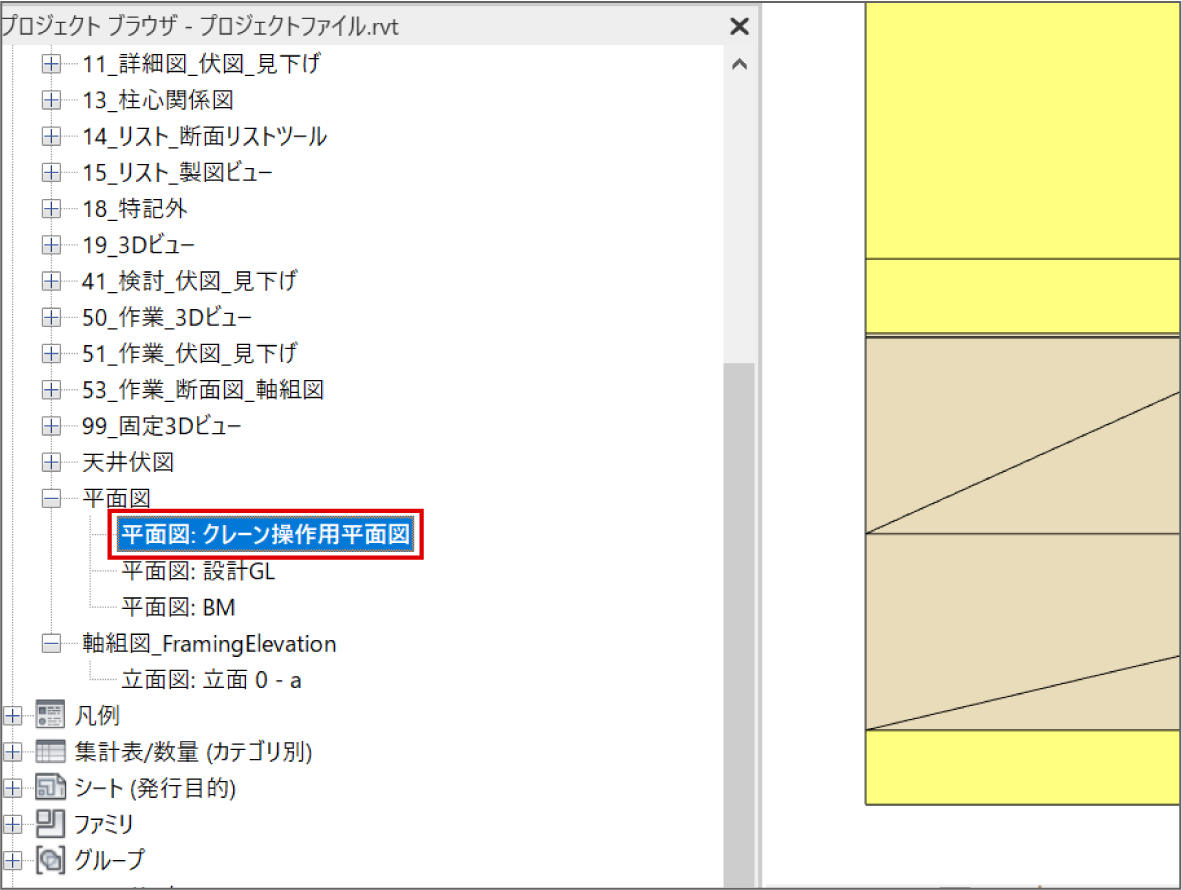 プロジェクト ブラウザ - プロジェクトファイル.rvt
11_詳細図_伏図_見下げ
13_柱心関係図
14_リスト_断面リストツール
15_リスト_製図ビュー
18_特記外
19_3Dビュー
41_検討_伏図_見下げ
50_作業_3Dビュー
51_作業_伏図_見下げ
53_作業_断面図_軸組図
99_固定3Dビュー
天井伏図
平面図
平面図: クレーン操作用平面図
平面図: 設計GL
平面図: BM
軸組図_FramingElevation
立面図: 立面 0 - a
凡例
集計表/数量 (カテゴリ別)
シート (発行目的)
ファミリ
グループ